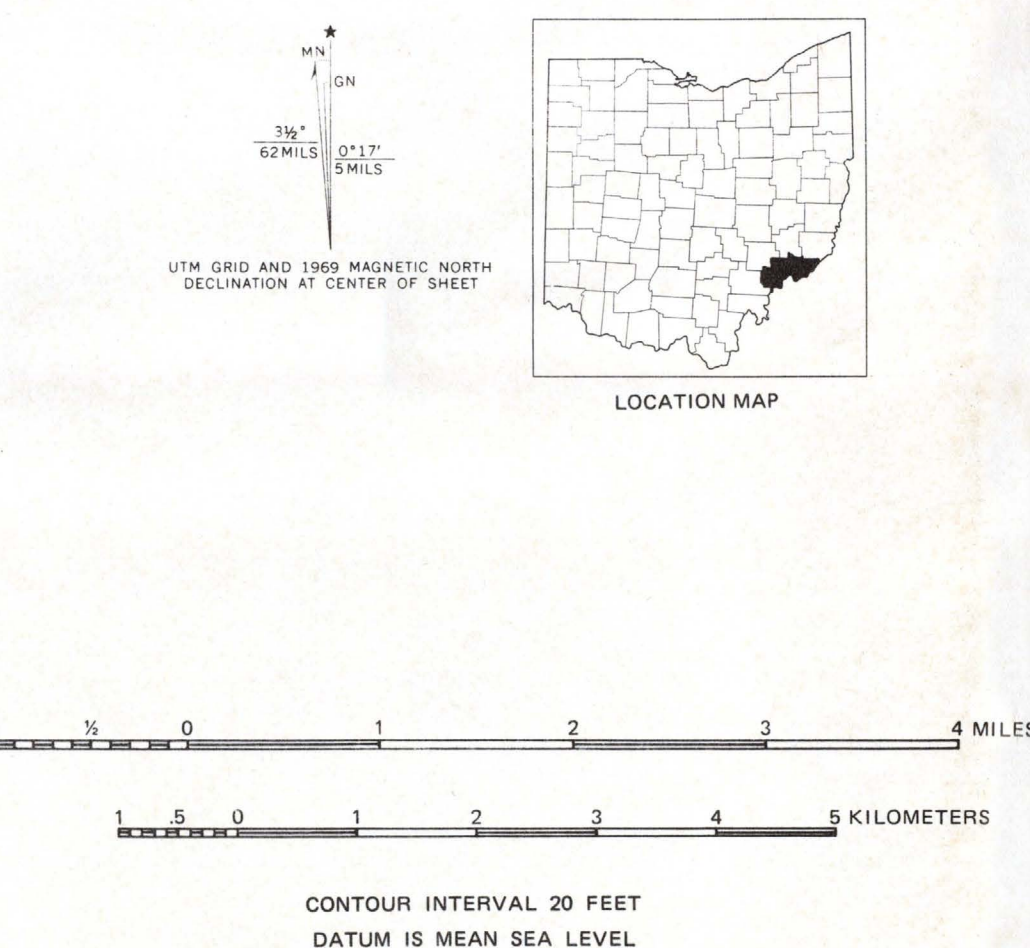 MN
GN
3½°
62 MILS
0°17'
5 MILS
UTM GRID AND 1969 MAGNETIC NORTH
DECLINATION AT CENTER OF SHEET
LOCATION MAP
½ 0 1 2 3 4 MILES
1 .5 0 1 2 3 4 5 KILOMETERS
CONTOUR INTERVAL 20 FEET
DATUM IS MEAN SEA LEVEL